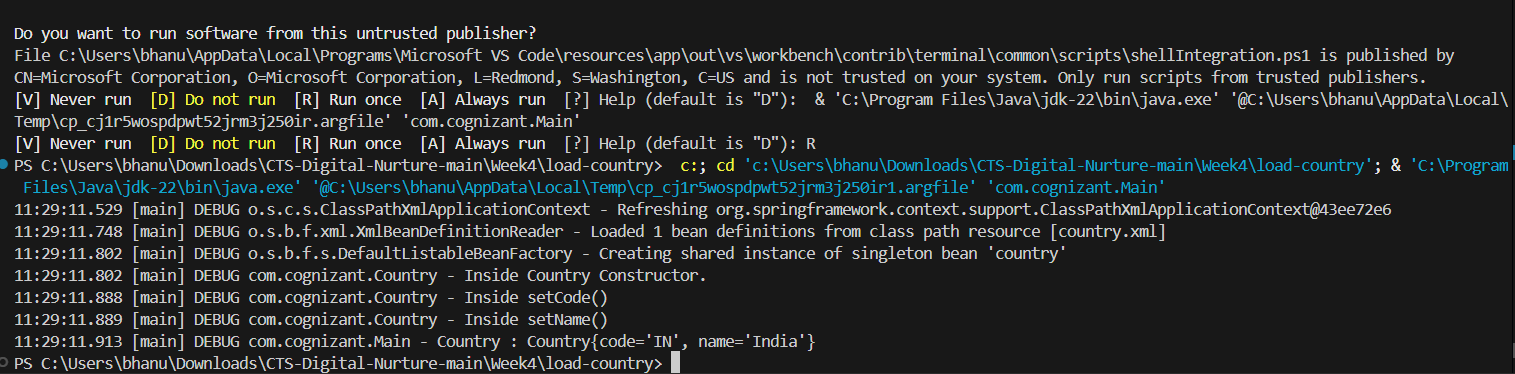 Do you want to run software from this untrusted publisher?
File C:\Users\bhanu\AppData\Local\Programs\Microsoft VS Code\resources\app\out\vs\workbench\contrib\terminal\common\scripts\shellIntegration.ps1 is published by
CN=Microsoft Corporation, O=Microsoft Corporation, L=Redmond, S=Washington, C=US and is not trusted on your system. Only run scripts from trusted publishers.
[V] Never run  [D] Do not run  [R] Run once  [A] Always run  [?] Help (default is "D"):  & 'C:\Program Files\Java\jdk-22\bin\java.exe' '@C:\Users\bhanu\AppData\Local\
Temp\cp_cj1r5wospdpwt52jrm3j250ir.argfile' 'com.cognizant.Main'
[V] Never run  [D] Do not run  [R] Run once  [A] Always run  [?] Help (default is "D"): R
PS C:\Users\bhanu\Downloads\CTS-Digital-Nurture-main\Week4\load-country>  c:; cd 'c:\Users\bhanu\Downloads\CTS-Digital-Nurture-main\Week4\load-country'; & 'C:\Program
 Files\Java\jdk-22\bin\java.exe' '@C:\Users\bhanu\AppData\Local\Temp\cp_cj1r5wospdpwt52jrm3j250ir1.argfile' 'com.cognizant.Main'
11:29:11.529 [main] DEBUG o.s.c.s.ClassPathXmlApplicationContext - Refreshing org.springframework.context.support.ClassPathXmlApplicationContext@43ee72e6
11:29:11.748 [main] DEBUG o.s.b.f.xml.XmlBeanDefinitionReader - Loaded 1 bean definitions from class path resource [country.xml]
11:29:11.802 [main] DEBUG o.s.b.f.s.DefaultListableBeanFactory - Creating shared instance of singleton bean 'country'
11:29:11.802 [main] DEBUG com.cognizant.Country - Inside Country Constructor.
11:29:11.888 [main] DEBUG com.cognizant.Country - Inside setCode()
11:29:11.889 [main] DEBUG com.cognizant.Country - Inside setName()
11:29:11.913 [main] DEBUG com.cognizant.Main - Country : Country{code='IN', name='India'}
PS C:\Users\bhanu\Downloads\CTS-Digital-Nurture-main\Week4\load-country>